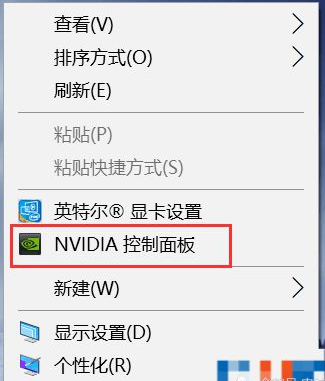 查看(V)
排序方式(O)
刷新(E)
粘贴(P)
粘贴快捷方式(S)
英特尔® 显卡设置
NVIDIA 控制面板
新建(W)
显示设置(D)
个性化(R)